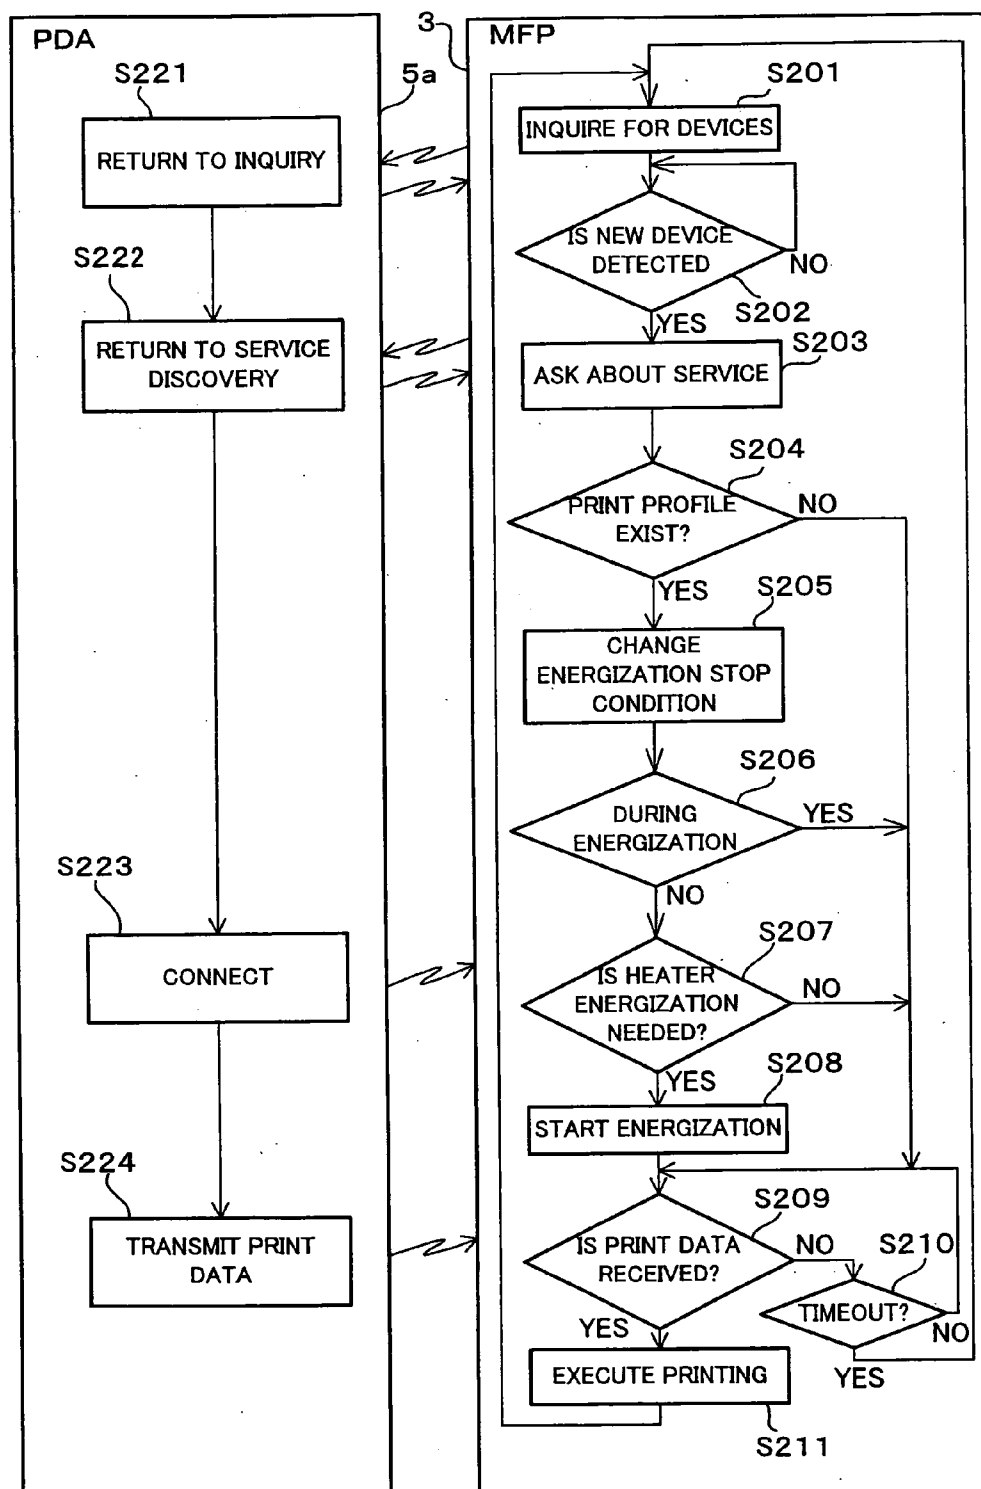 PDA
S221
5a
RETURN TO INQUIRY
S222
RETURN TO SERVICE
DISCOVERY
S223
CONNECT
S224
TRANSMIT PRINT
DATA
3
MFP
S201
INQUIRE FOR DEVICES
IS NEW DEVICE
DETECTED
NO
S202
YES
S203
ASK ABOUT SERVICE
S204
PRINT PROFILE
EXIST?
NO
YES
S205
CHANGE
ENERGIZATION STOP
CONDITION
S206
DURING
ENERGIZATION
YES
NO
S207
IS HEATER
ENERGIZATION
NEEDED?
NO
YES
S208
START ENERGIZATION
S209
IS PRINT DATA
RECEIVED?
NO
S210
TIMEOUT?
NO
YES
YES
EXECUTE PRINTING
S211